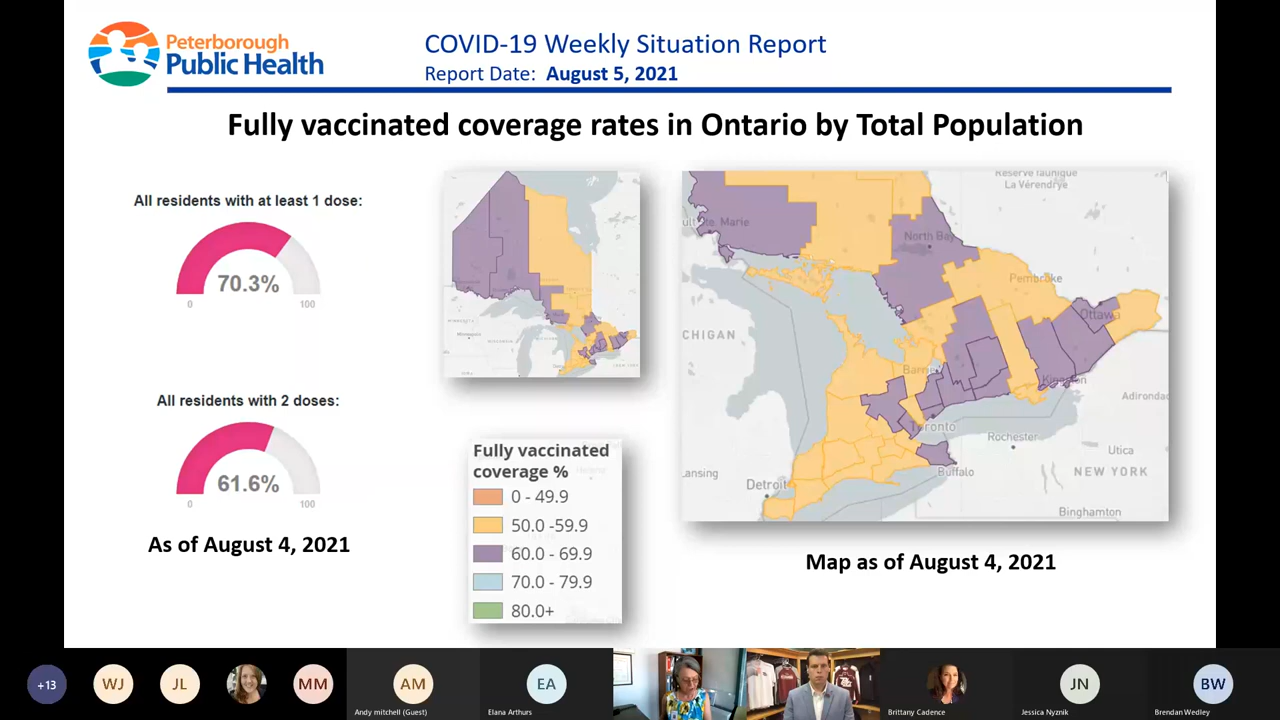 Peterborough
Public Health
COVID-19 Weekly Situation Report
Report Date: August 5, 2021
Fully vaccinated coverage rates in Ontario by Total Population
All residents with at least 1 dose:
70.3%
0 100
All residents with 2 doses:
61.6%
0 100
As of August 4, 2021
Fully vaccinated
coverage %
0 - 49.9
50.0 -59.9
60.0 - 69.9
70.0 - 79.9
80.0+
Réserve faunique
La Vérendrye
ult Ste. Marie
North Bay
Pembroke
Ottawa
CHIGAN
Barrie
Kingston
Adirondac
Toronto
Rochester
Utica
ansing
Buffalo
NEW YORK
Detroit
Binghamton
Map as of August 4, 2021
+13
WJ
JL
MM
AM
Andy mitchell (Guest)
EA
Elana Arthurs
Brittany Cadence
JN
Jessica Nyznik
BW
Brendan Wedley